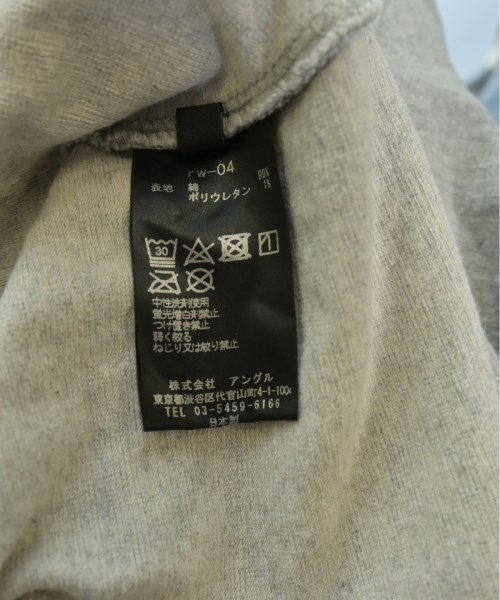 PW-04
表地 綿 99%
ポリウレタン 1%
30
中性洗剤使用
蛍光増白剤禁止
つけ置き禁止
弱く絞る
ねじり又は絞り禁止
株式会社 アングル
東京都渋谷区代官山町4-1-1004
TEL 03-5459-6166
日本製